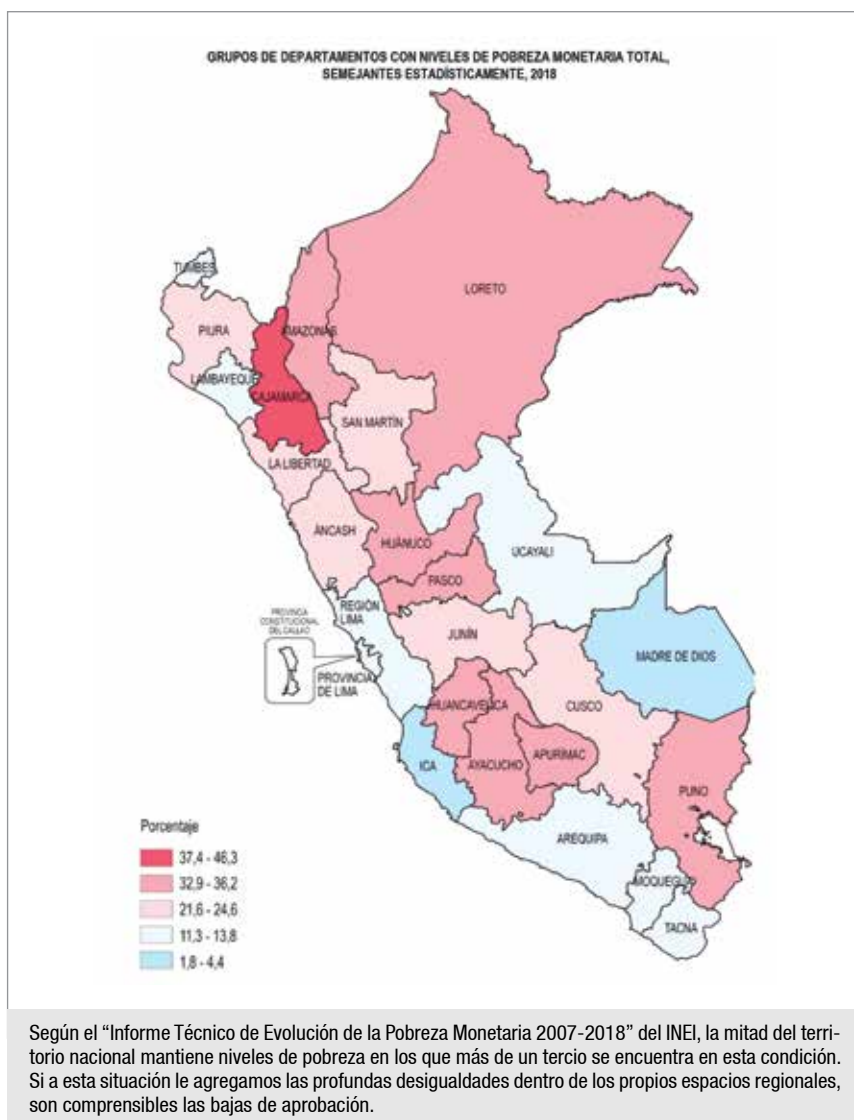 GRUPOS DE DEPARTAMENTOS CON NIVELES DE POBREZA MONETARIA TOTAL,
SEMEJANTES ESTADÍSTICAMENTE, 2018
TUMBES
LORETO
PIURA
AMAZONAS
LAMBAYEQUE
CAJAMARCA
SAN MARTÍN
LA LIBERTAD
ÁNCASH
HUÁNUCO
UCAYALI
PASCO
PROVINCIA
CONSTITUCIONAL
DEL CALLAO
REGIÓN
LIMA
JUNÍN
MADRE DE DIOS
PROVINCIA
DE LIMA
HUANCAVELICA
CUSCO
ICA
AYACUCHO
APURÍMAC
PUNO
AREQUIPA
MOQUEGUA
TACNA
Porcentaje
37,4 - 46,3
32,9 - 36,2
21,6 - 24,6
11,3 - 13,8
1,8 - 4,4
Según el “Informe Técnico de Evolución de la Pobreza Monetaria 2007-2018” del INEI, la mitad del terri-
torio nacional mantiene niveles de pobreza en los que más de un tercio se encuentra en esta condición.
Si a esta situación le agregamos las profundas desigualdades dentro de los propios espacios regionales,
son comprensibles las bajas de aprobación.